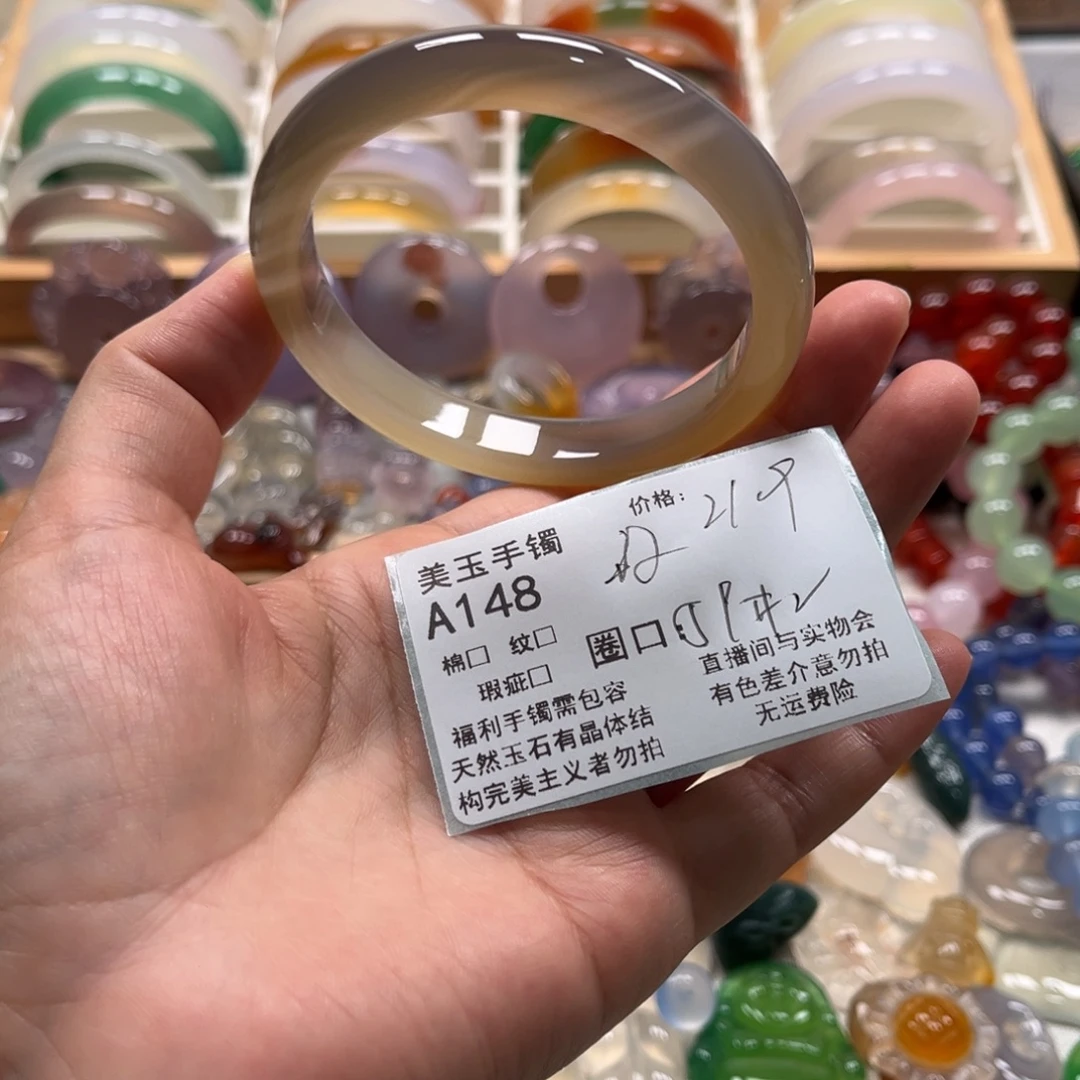 美玉手镯
价格: 219
A148
棉□ 纹□
圈口:
瑕疵□
福利手镯需包容
天然玉石有晶体结
构完美主义者勿拍
直播间与实物会
有色差介意勿拍
无运费险